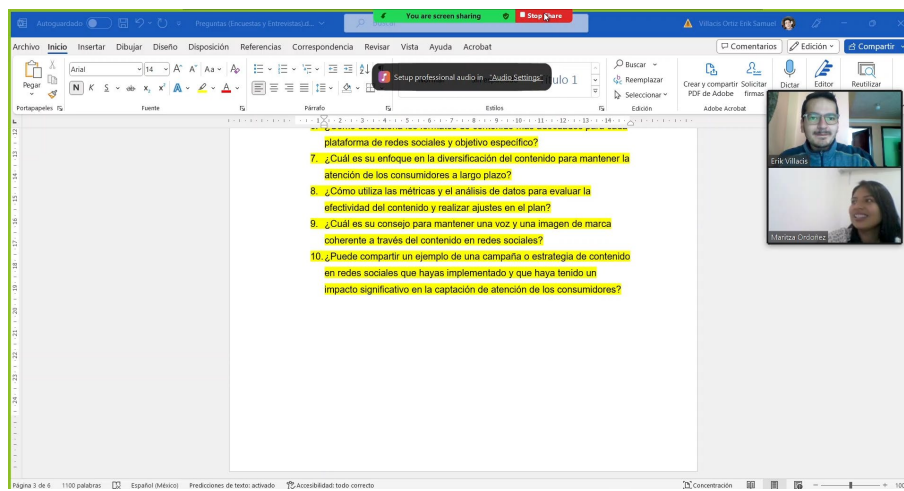 Autoguardado
Preguntas (Encuestas y Entrevistas).d...
You are screen sharing
Stop Share
Villacis Ortiz Erik Samuel
Archivo Inicio Insertar Dibujar Diseño Disposición Referencias Correspondencia Revisar Vista Ayuda Acrobat
Comentarios Edición Compartir
Pegar
Arial 14
Setup professional audio in "Audio Settings"
ulo 1
Buscar
Reemplazar
Seleccionar
Crear y compartir PDF de Adobe
Solicitar firmas
Dictar
Editor
Reutilizar
Portapapeles Fuente Párrafo Estilos Edición Adobe Acrobat
plataforma de redes sociales y objetivo específico?
7. ¿Cuál es su enfoque en la diversificación del contenido para mantener la
atención de los consumidores a largo plazo?
8. ¿Cómo utiliza las métricas y el análisis de datos para evaluar la
efectividad del contenido y realizar ajustes en el plan?
9. ¿Cuál es su consejo para mantener una voz y una imagen de marca
coherente a través del contenido en redes sociales?
10. ¿Puede compartir un ejemplo de una campaña o estrategia de contenido
en redes sociales que hayas implementado y que haya tenido un
impacto significativo en la captación de atención de los consumidores?
Erik Villacis
Maritza Ordoñez
Página 3 de 6 1100 palabras Español (México) Predicciones de texto: activado Accesibilidad: todo correcto
Concentración
100